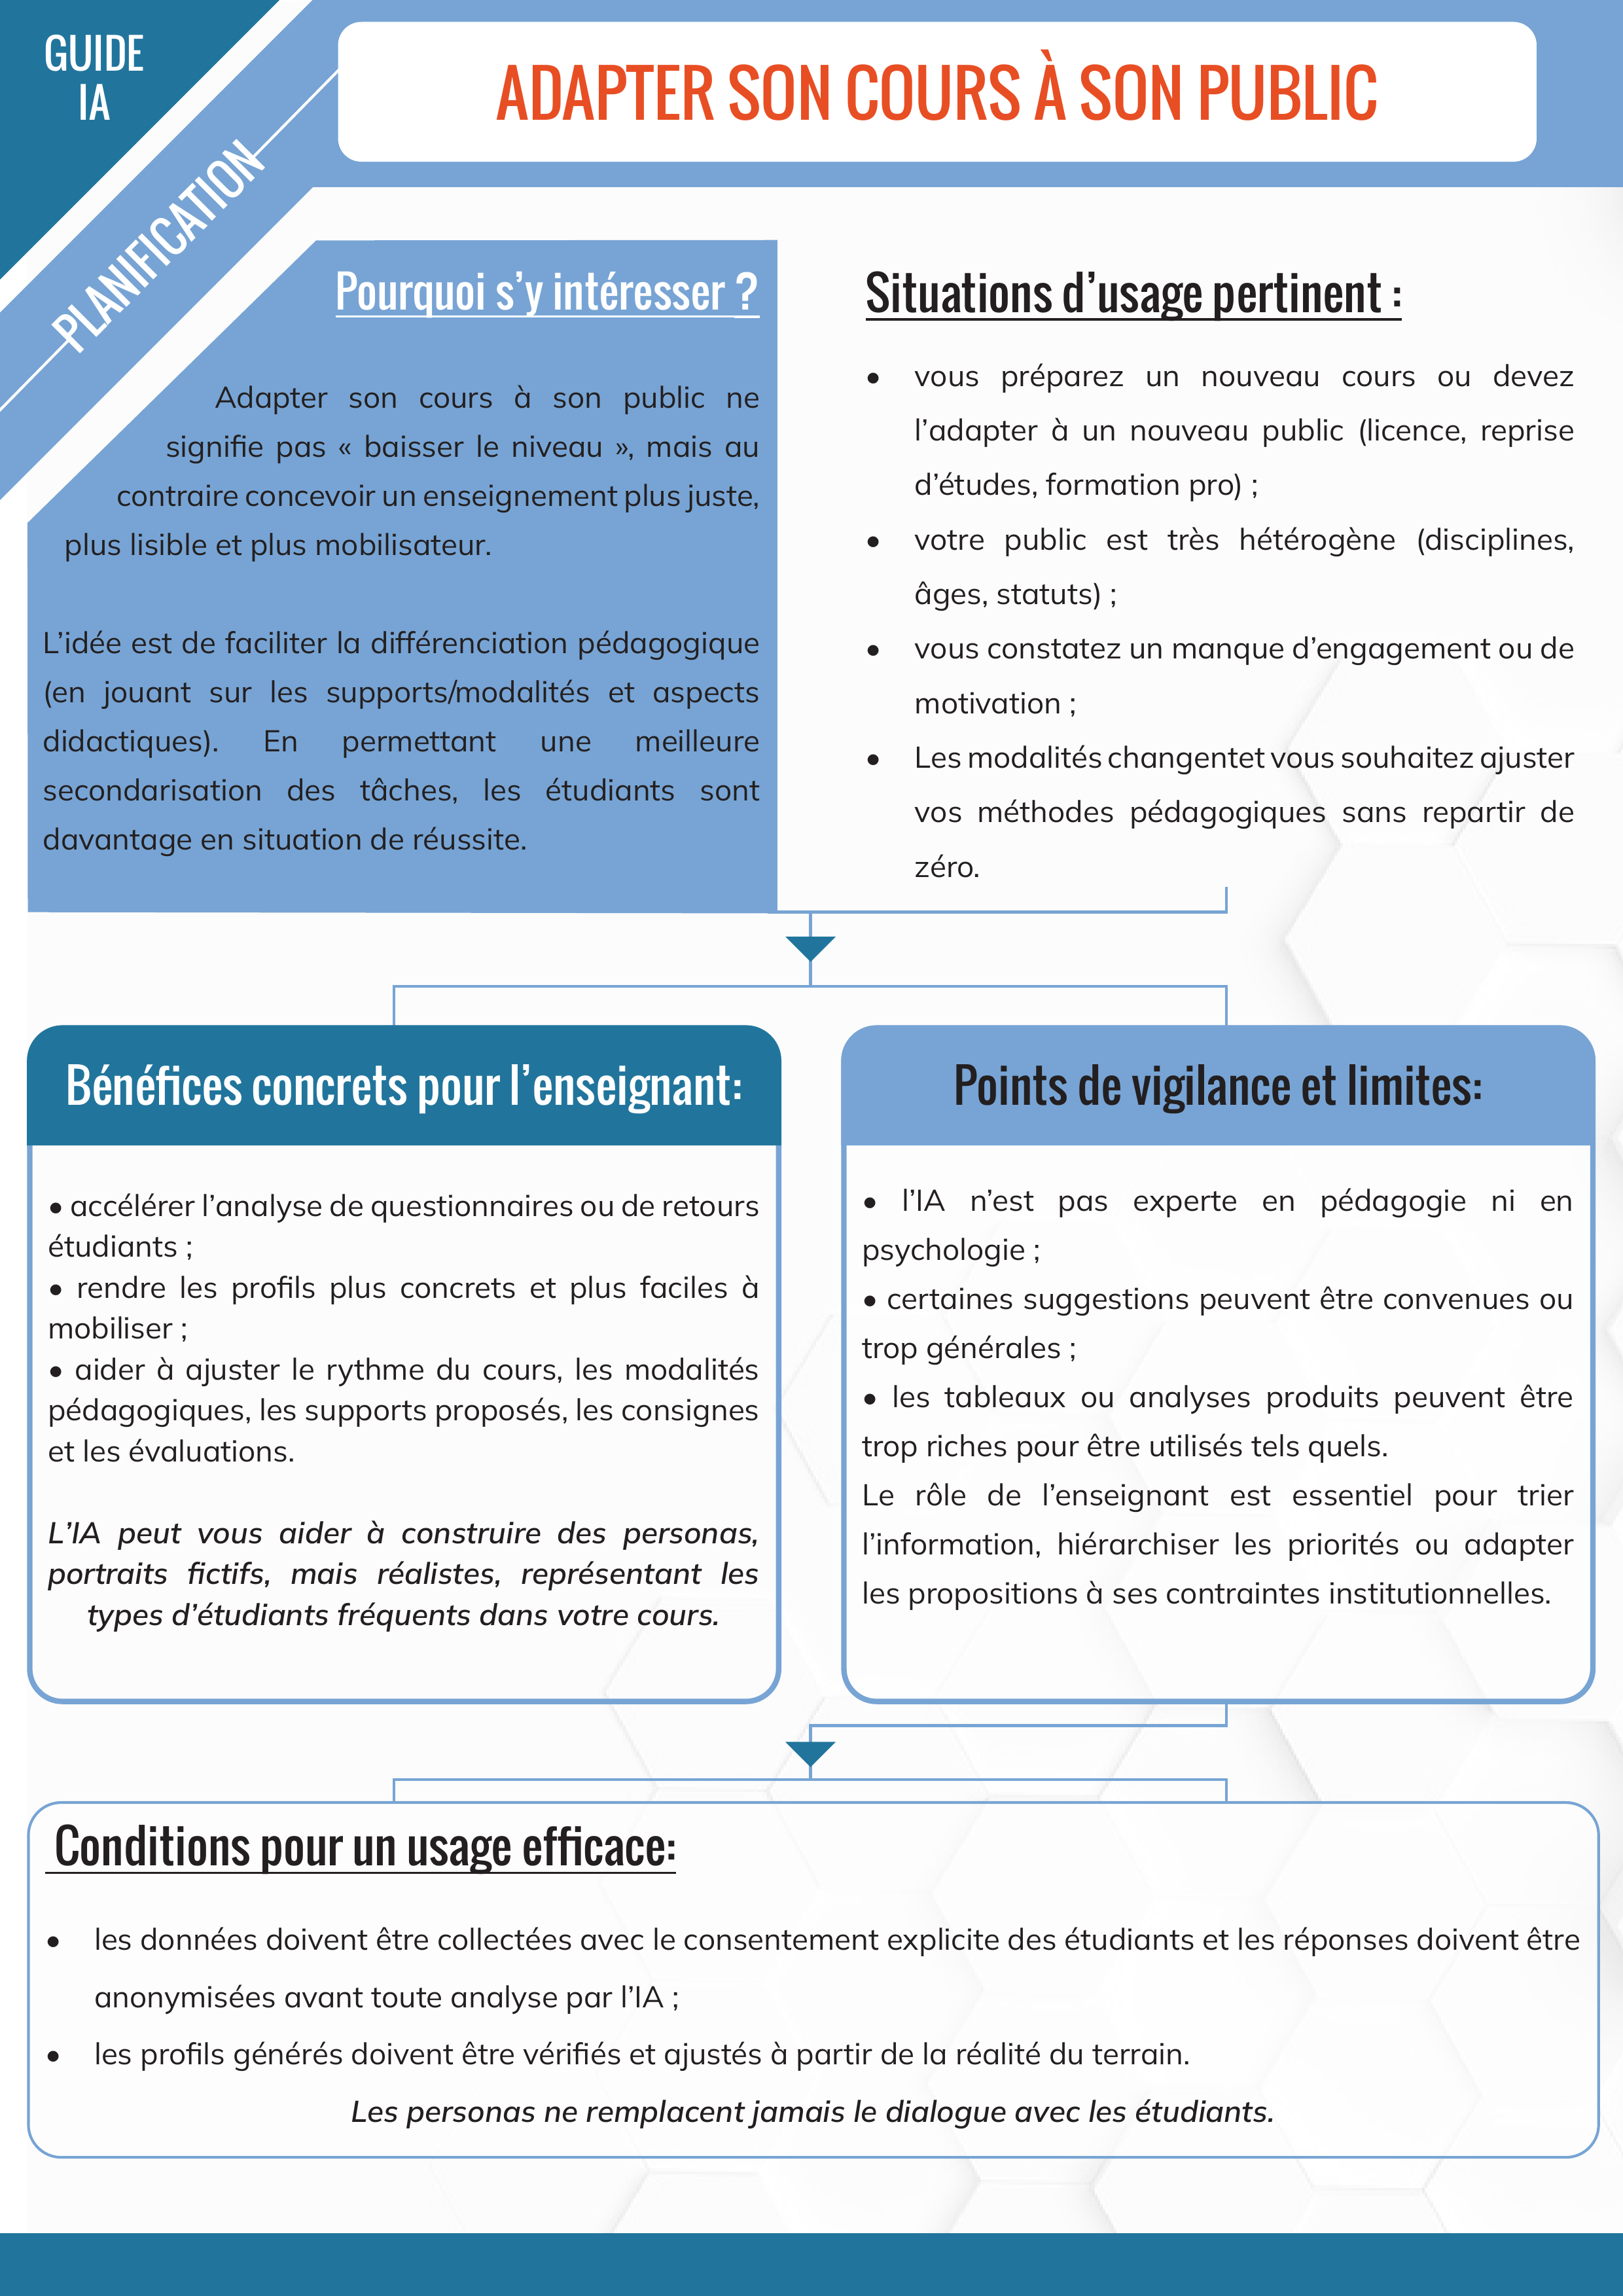 GUIDE
IA
PLANIFICATION
ADAPTER SON COURS À SON PUBLIC
Pourquoi s’y intéresser ?
Adapter son cours à son public ne
signifie pas « baisser le niveau », mais au
contraire concevoir un enseignement plus juste,
plus lisible et plus mobilisateur.
L’idée est de faciliter la différenciation pédagogique
(en jouant sur les supports/modalités et aspects
didactiques). En permettant une meilleure
secondarisation des tâches, les étudiants sont
davantage en situation de réussite.
Situations d’usage pertinent :
• vous préparez un nouveau cours ou devez
l’adapter à un nouveau public (licence, reprise
d’études, formation pro) ;
• votre public est très hétérogène (disciplines,
âges, statuts) ;
• vous constatez un manque d’engagement ou de
motivation ;
• Les modalités changentet vous souhaitez ajuster
vos méthodes pédagogiques sans repartir de
zéro.
Bénéfices concrets pour l’enseignant:
• accélérer l’analyse de questionnaires ou de retours
étudiants ;
• rendre les profils plus concrets et plus faciles à
mobiliser ;
• aider à ajuster le rythme du cours, les modalités
pédagogiques, les supports proposés, les consignes
et les évaluations.
L’IA peut vous aider à construire des personas,
portraits fictifs, mais réalistes, représentant les
types d’étudiants fréquents dans votre cours.
Points de vigilance et limites:
• l’IA n’est pas experte en pédagogie ni en
psychologie ;
• certaines suggestions peuvent être convenues ou
trop générales ;
• les tableaux ou analyses produits peuvent être
trop riches pour être utilisés tels quels.
Le rôle de l’enseignant est essentiel pour trier
l’information, hiérarchiser les priorités ou adapter
les propositions à ses contraintes institutionnelles.
Conditions pour un usage efficace:
• les données doivent être collectées avec le consentement explicite des étudiants et les réponses doivent être
anonymisées avant toute analyse par l’IA ;
• les profils générés doivent être vérifiés et ajustés à partir de la réalité du terrain.
Les personas ne remplacent jamais le dialogue avec les étudiants.